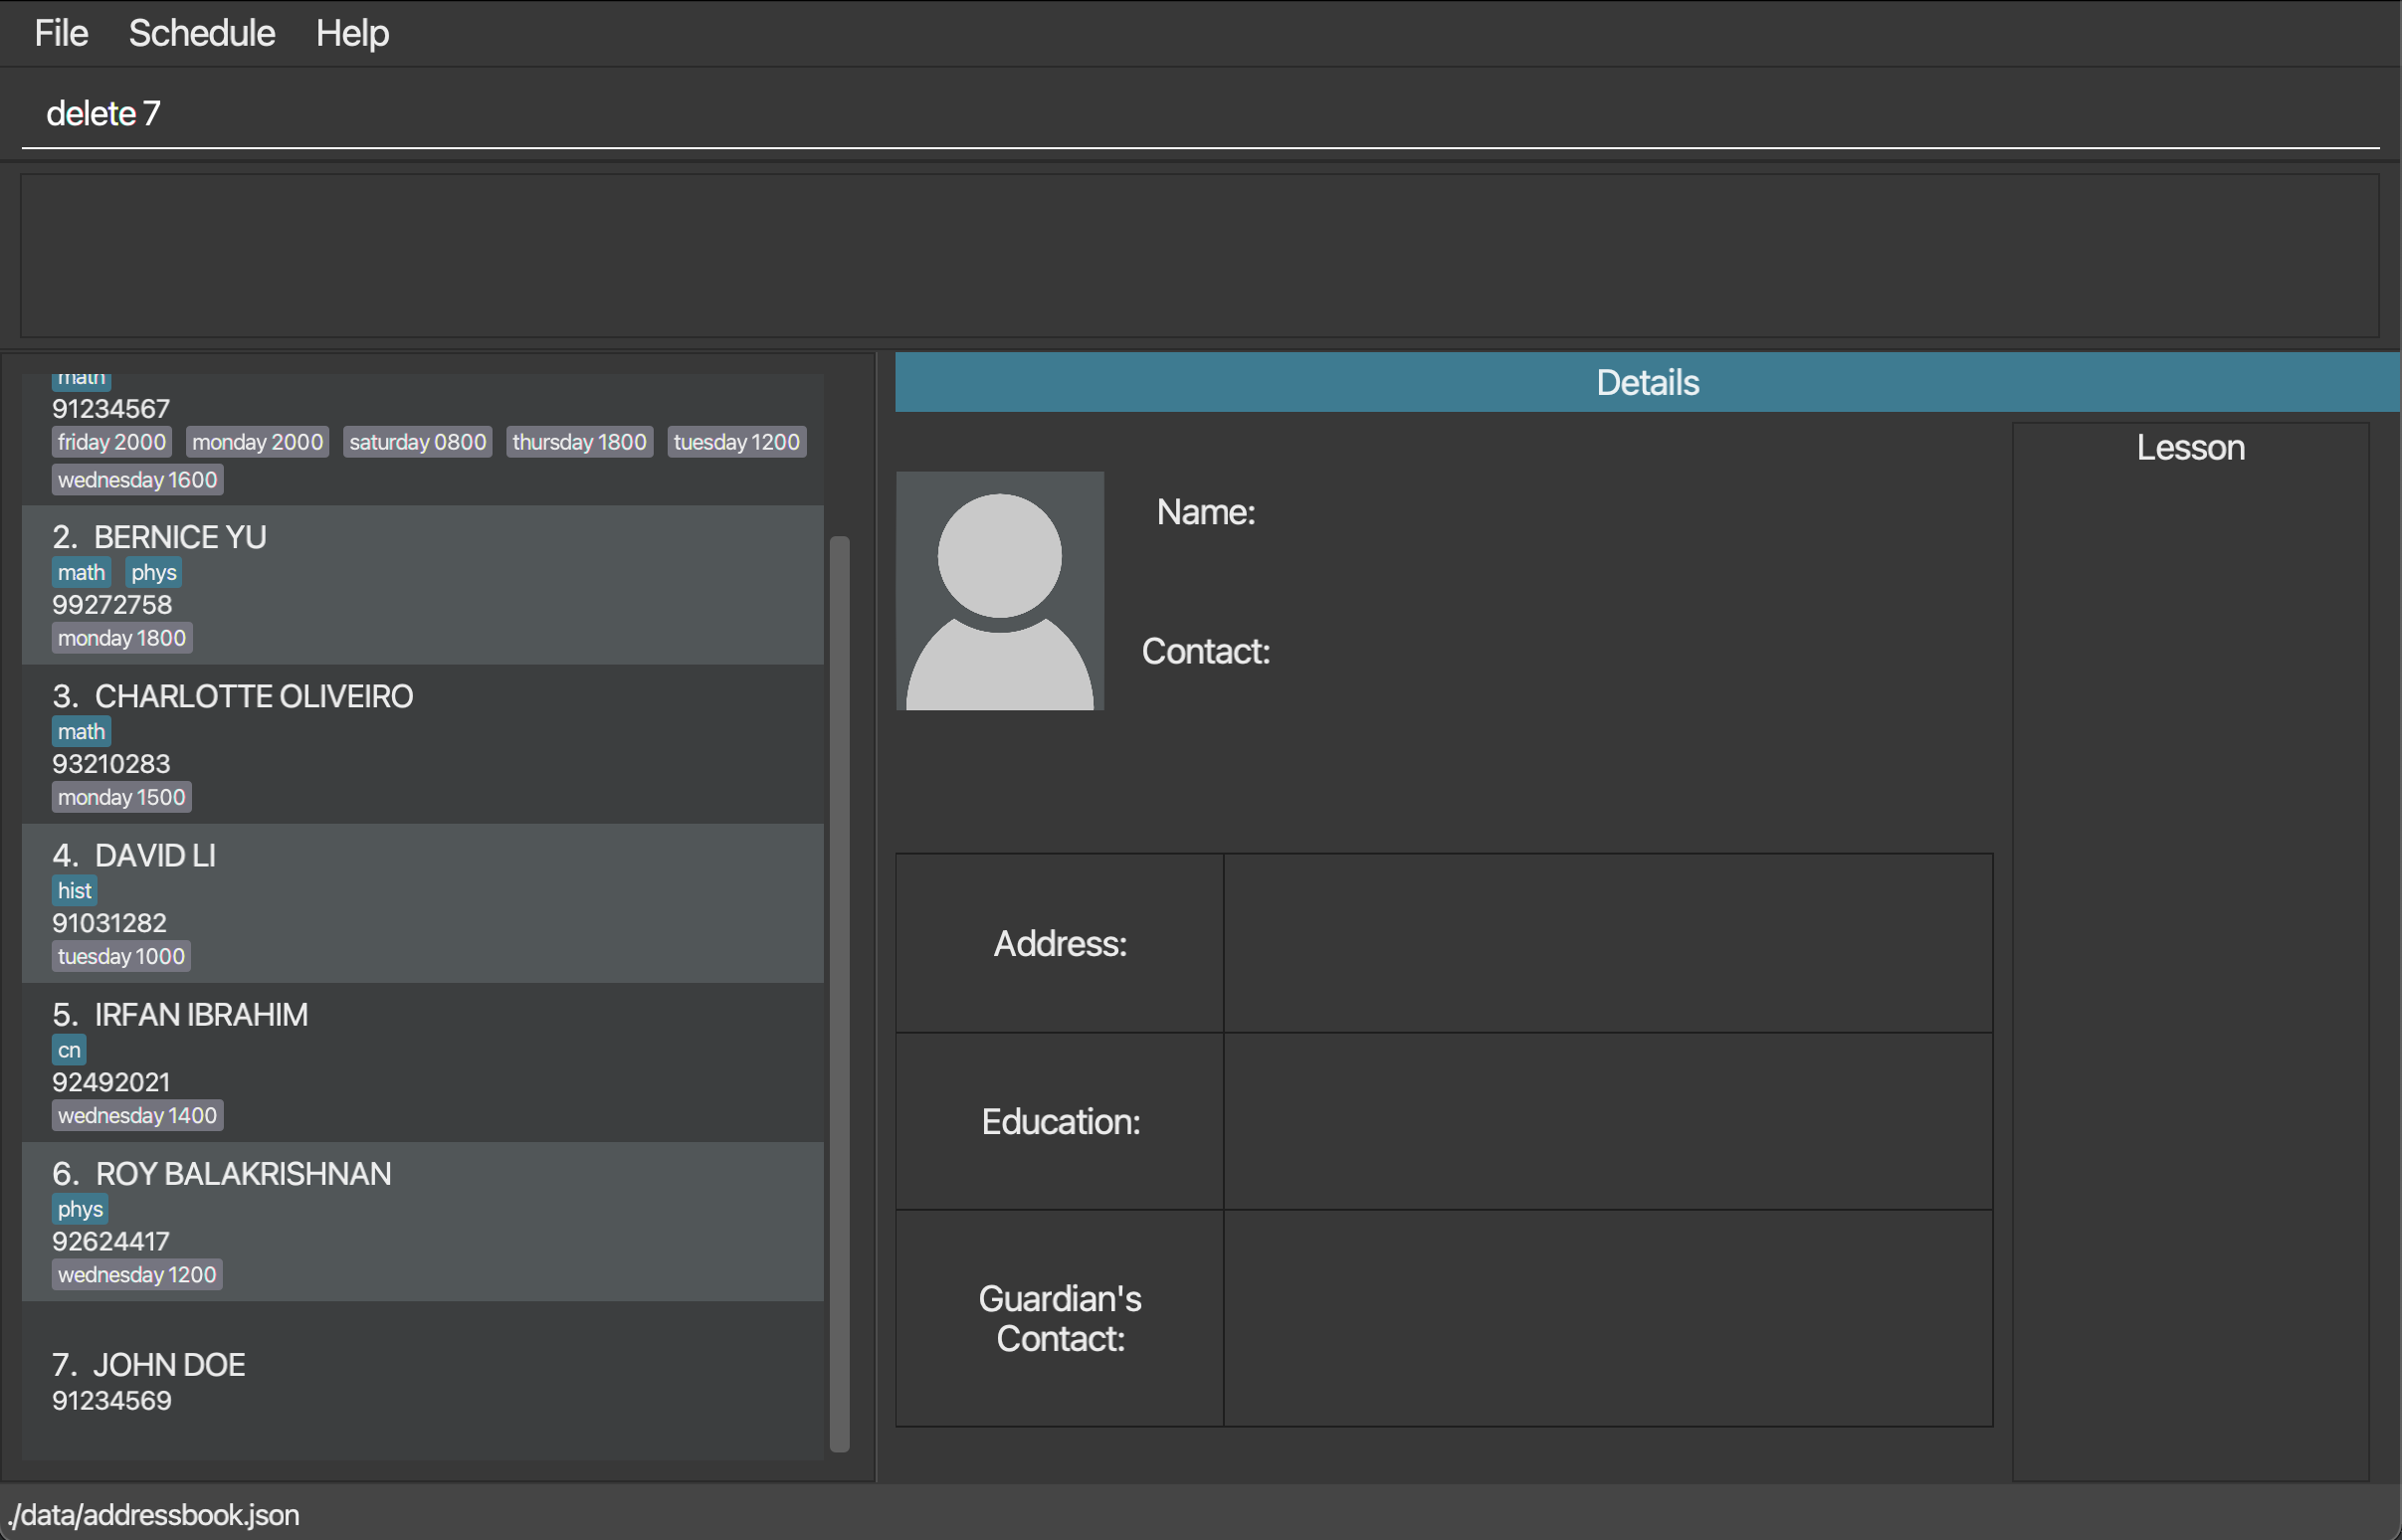 File Schedule Help
delete 7
math
91234567
friday 2000 monday 2000 saturday 0800 thursday 1800 tuesday 1200
wednesday 1600
2. BERNICE YU
math phys
99272758
monday 1800
3. CHARLOTTE OLIVEIRO
math
93210283
monday 1500
4. DAVID LI
hist
91031282
tuesday 1000
5. IRFAN IBRAHIM
cn
92492021
wednesday 1400
6. ROY BALAKRISHNAN
phys
92624417
wednesday 1200
7. JOHN DOE
91234569
Details
Name:
Contact:
Address:
Education:
Guardian's
Contact:
Lesson
./data/addressbook.json